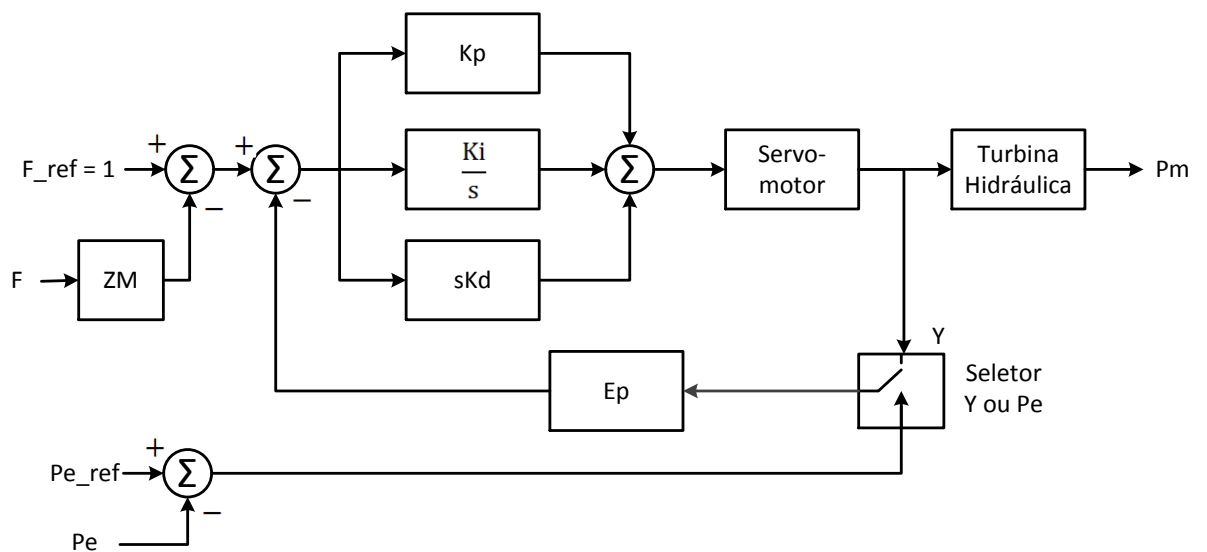 Kp
+
+
F_ref = 1
Σ
Σ
Ki
s
Σ
Servo-
motor
Turbina
Hidráulica
Pm
−
−
F
ZM
sKd
Y
Ep
Seletor
Y ou Pe
+
Pe_ref
Σ
−
Pe